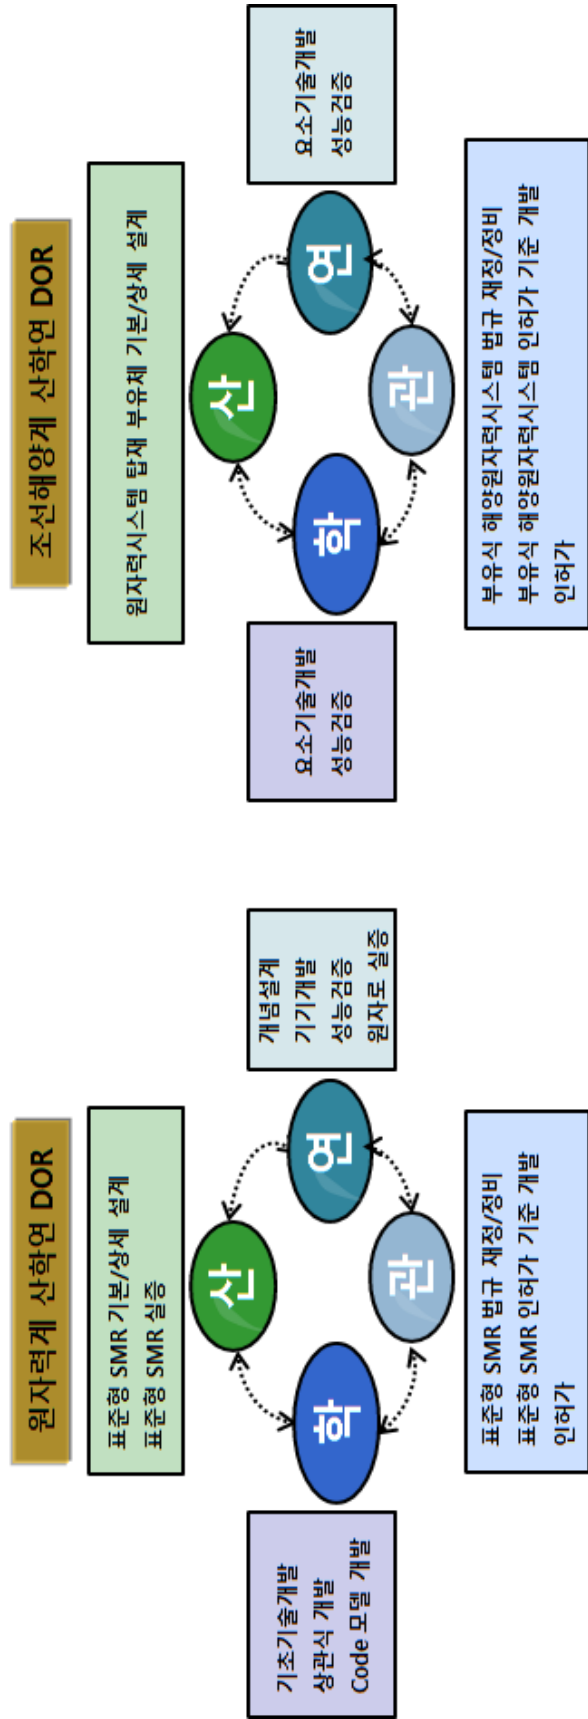 원자력계 산학연 DOR
표준형 SMR 기본/상세 설계
표준형 SMR 실증
산
기초기술개발
상관식 개발
Code 모델 개발
학
연
개념설계
기기개발
성능검증
원자로 실증
관
표준형 SMR 법규 재정/정비
표준형 SMR 인허가 기준 개발
인허가
조선해양계 산학연 DOR
원자력시스템 탑재 부유체 기본/상세 설계
산
요소기술개발
성능검증
학
연
요소기술개발
성능검증
관
부유식 해양원자력시스템 법규 재정/정비
부유식 해양원자력시스템 인허가 기준 개발
인허가